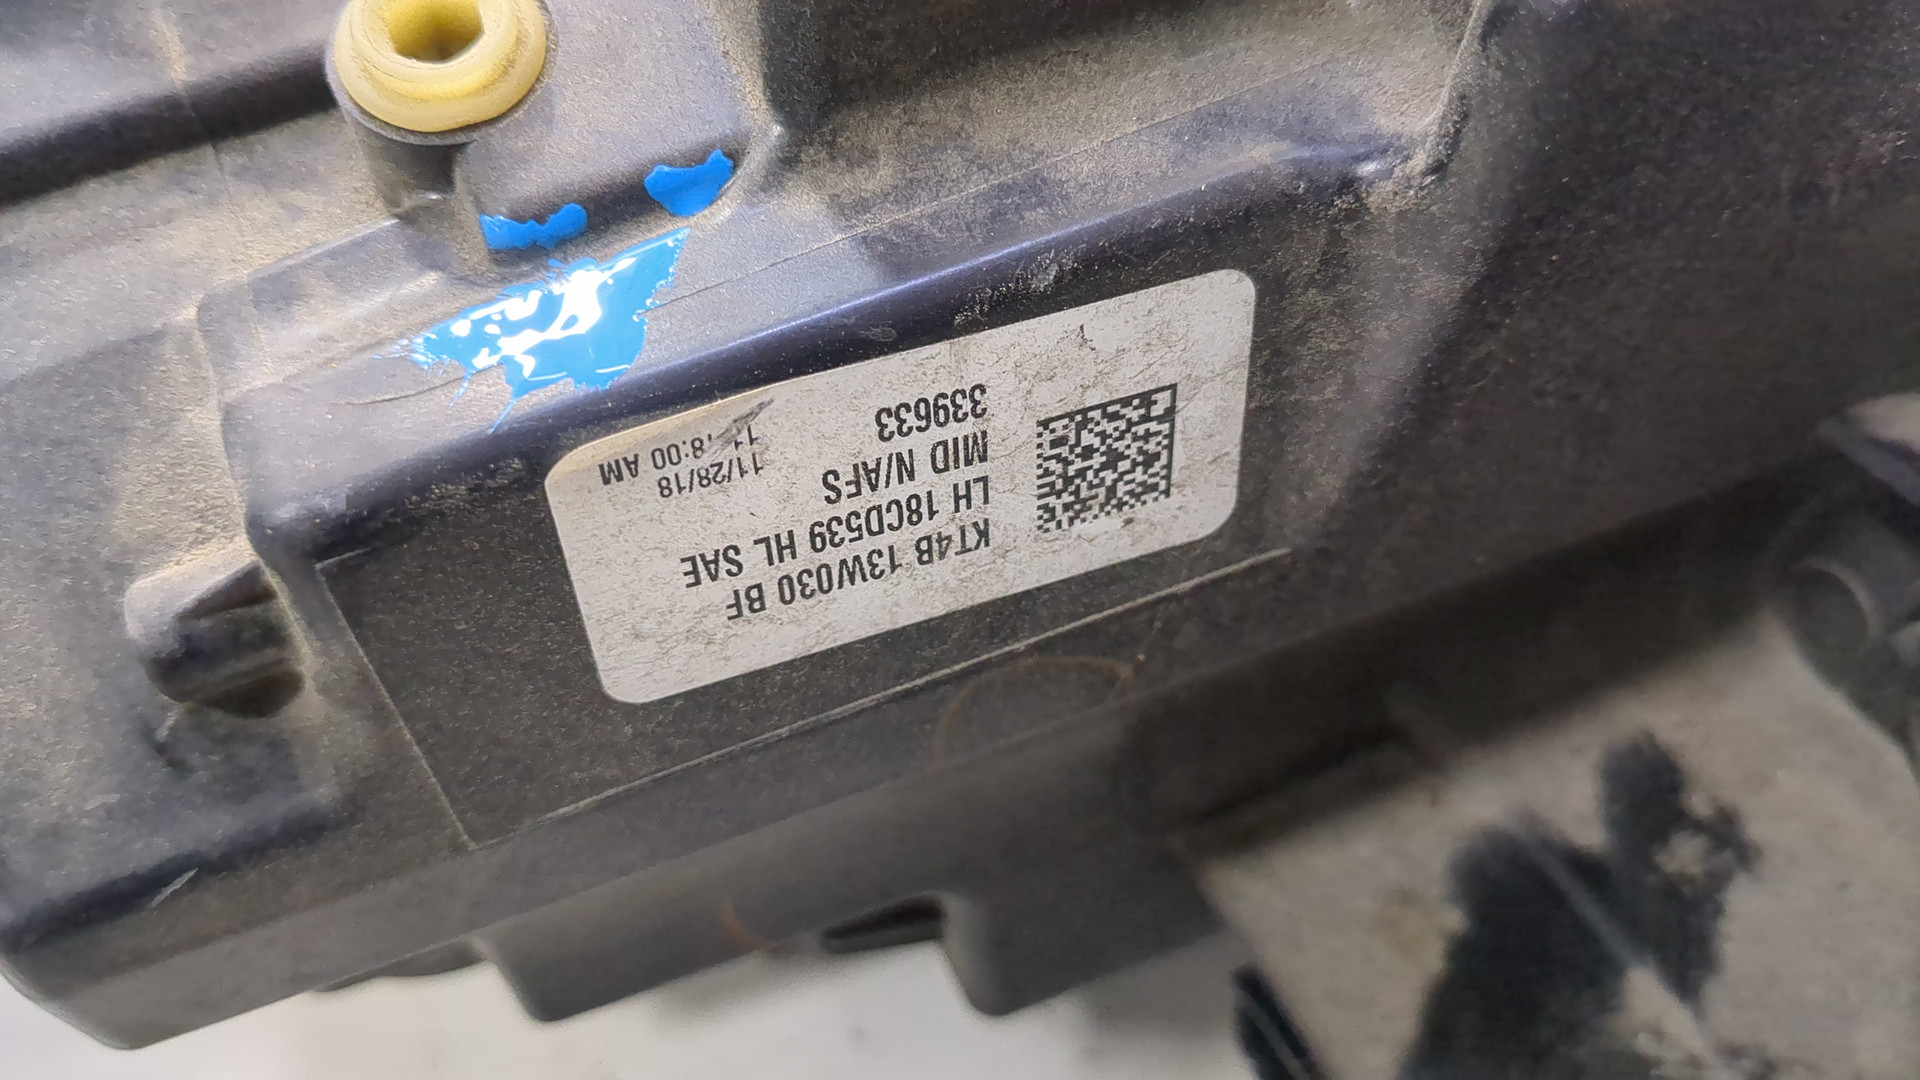 KT4B 13W030 BF
LH 18CD539 HL SAE
MID N/AFS
339633
11/28/18
8:00 AM